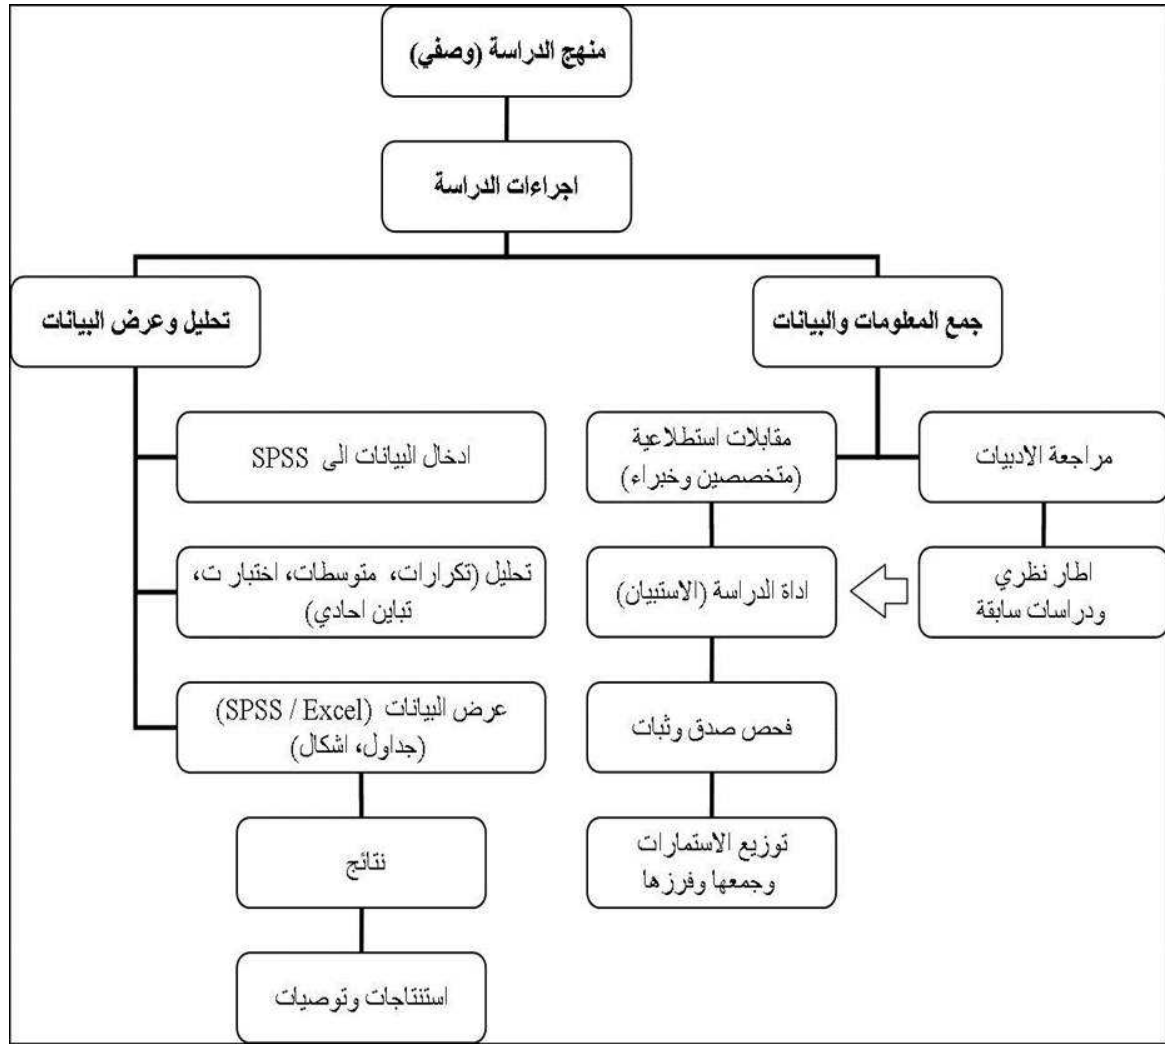 منهج الدراسة (وصفي)
اجراءات الدراسة
جمع المعلومات والبيانات
تحليل وعرض البيانات
مراجعة الادبيات
اطار نظري
ودراسات سابقة
مقابلات استطلاعية
(متخصصين وخبراء)
اداة الدراسة (الاستبيان)
فحص صدق وثبات
توزيع الاستمارات
وجمعها وفرزها
ادخال البيانات الى SPSS
تحليل (تكرارات، متوسطات، اختبار ت،
تباين احادي)
عرض البيانات (SPSS / Excel)
(جداول، اشكال)
نتائج
استنتاجات وتوصيات